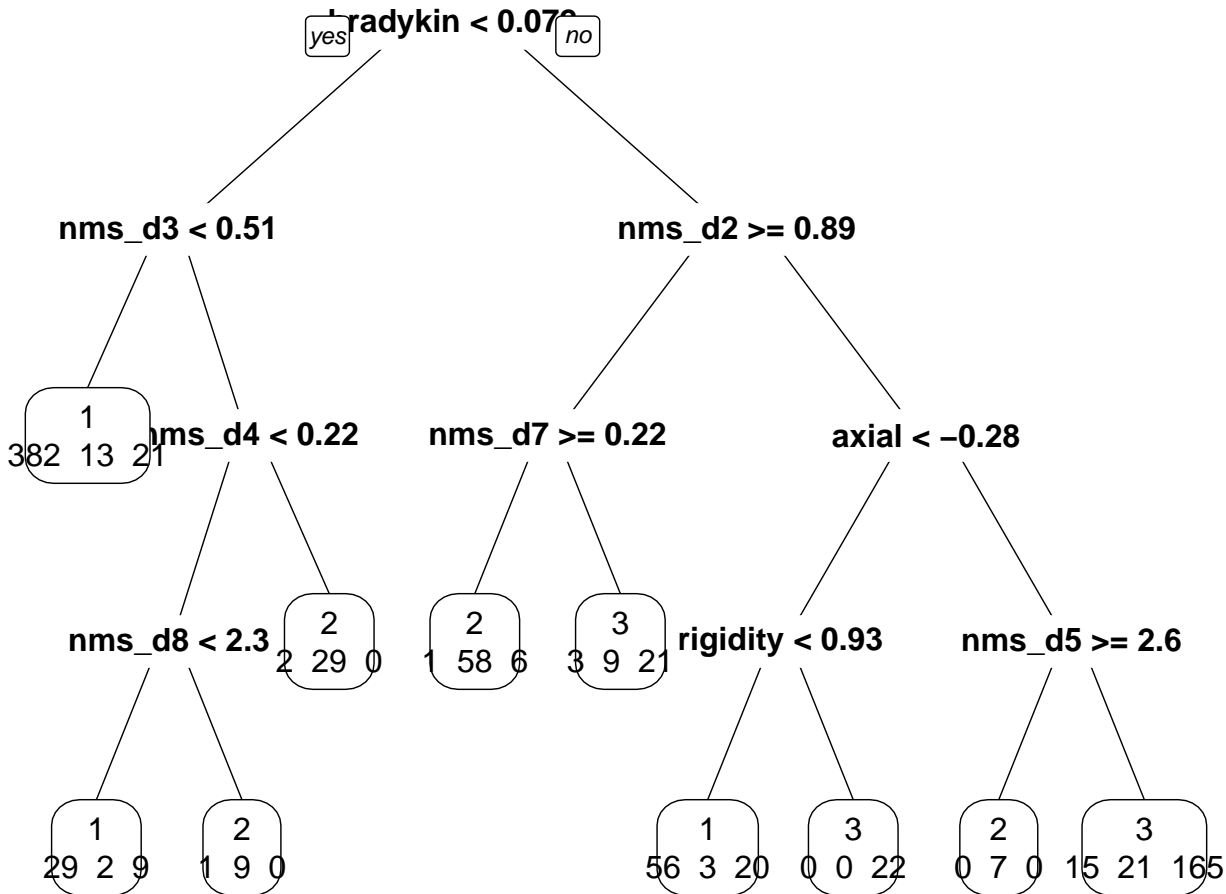 bradykin < 0.07
yes
no
nms_d3 < 0.51
nms_d2 >= 0.89
1
382 13 21
nms_d4 < 0.22
nms_d7 >= 0.22
axial < −0.28
nms_d8 < 2.3
2
2 29 0
2
1 58 6
3
3 9 21
rigidity < 0.93
nms_d5 >= 2.6
1
29 2 9
2
1 9 0
1
56 3 20
3
0 0 22
2
0 7 0
3
15 21 165